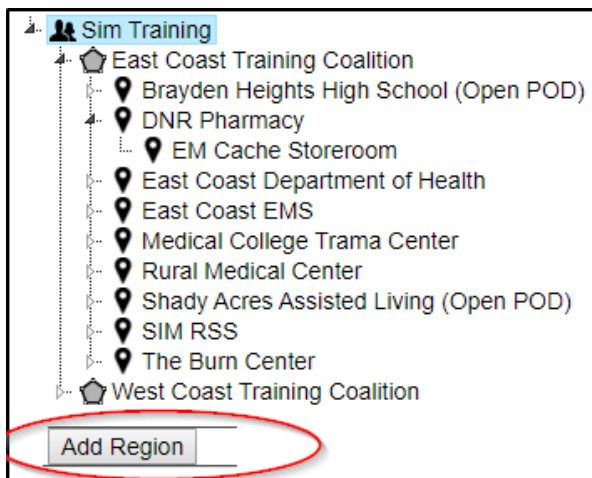 Sim Training
East Coast Training Coalition
Brayden Heights High School (Open POD)
DNR Pharmacy
EM Cache Storeroom
East Coast Department of Health
East Coast EMS
Medical College Trama Center
Rural Medical Center
Shady Acres Assisted Living (Open POD)
SIM RSS
The Burn Center
West Coast Training Coalition
Add Region